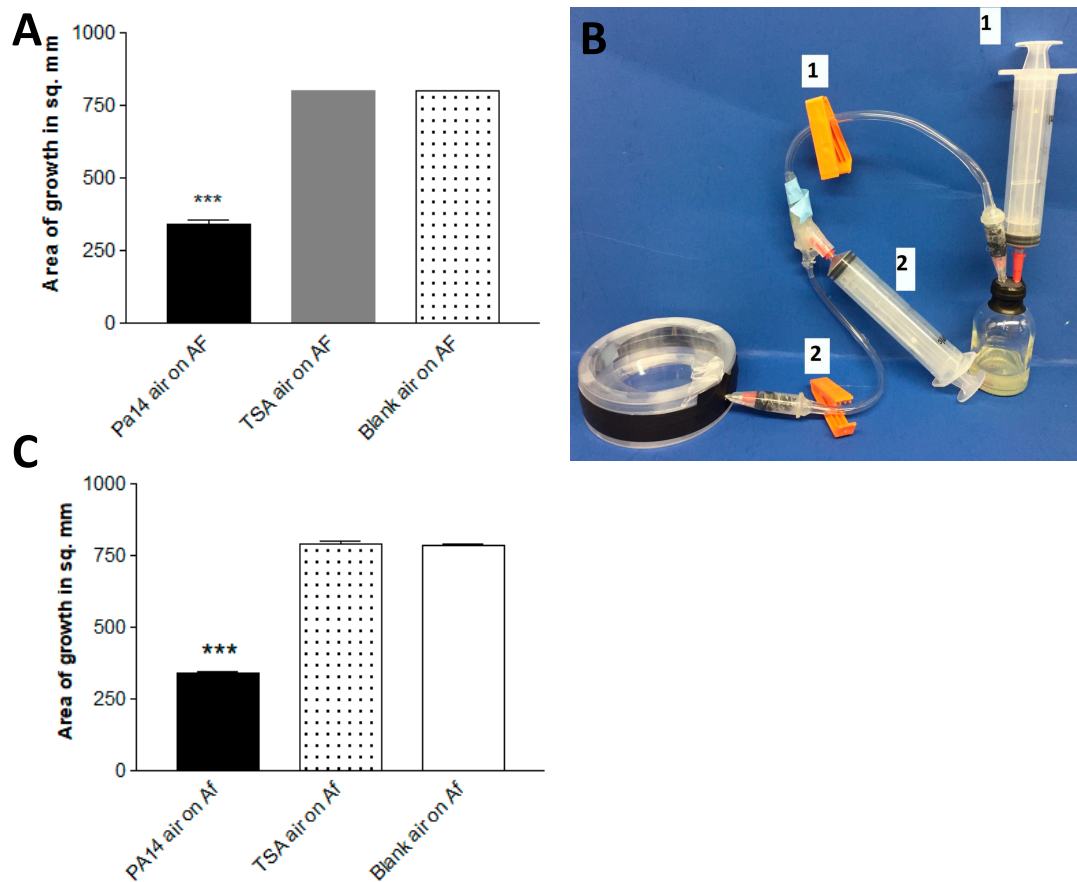 A
Area of growth in sq. mm
1000
750
500
250
0
***
Pa14 air on AF
TSA air on AF
Blank air on AF
B
1
1
2
2
C
Area of growth in sq. mm
1000
750
500
250
0
***
PA14 air on Af
TSA air on Af
Blank air on Af